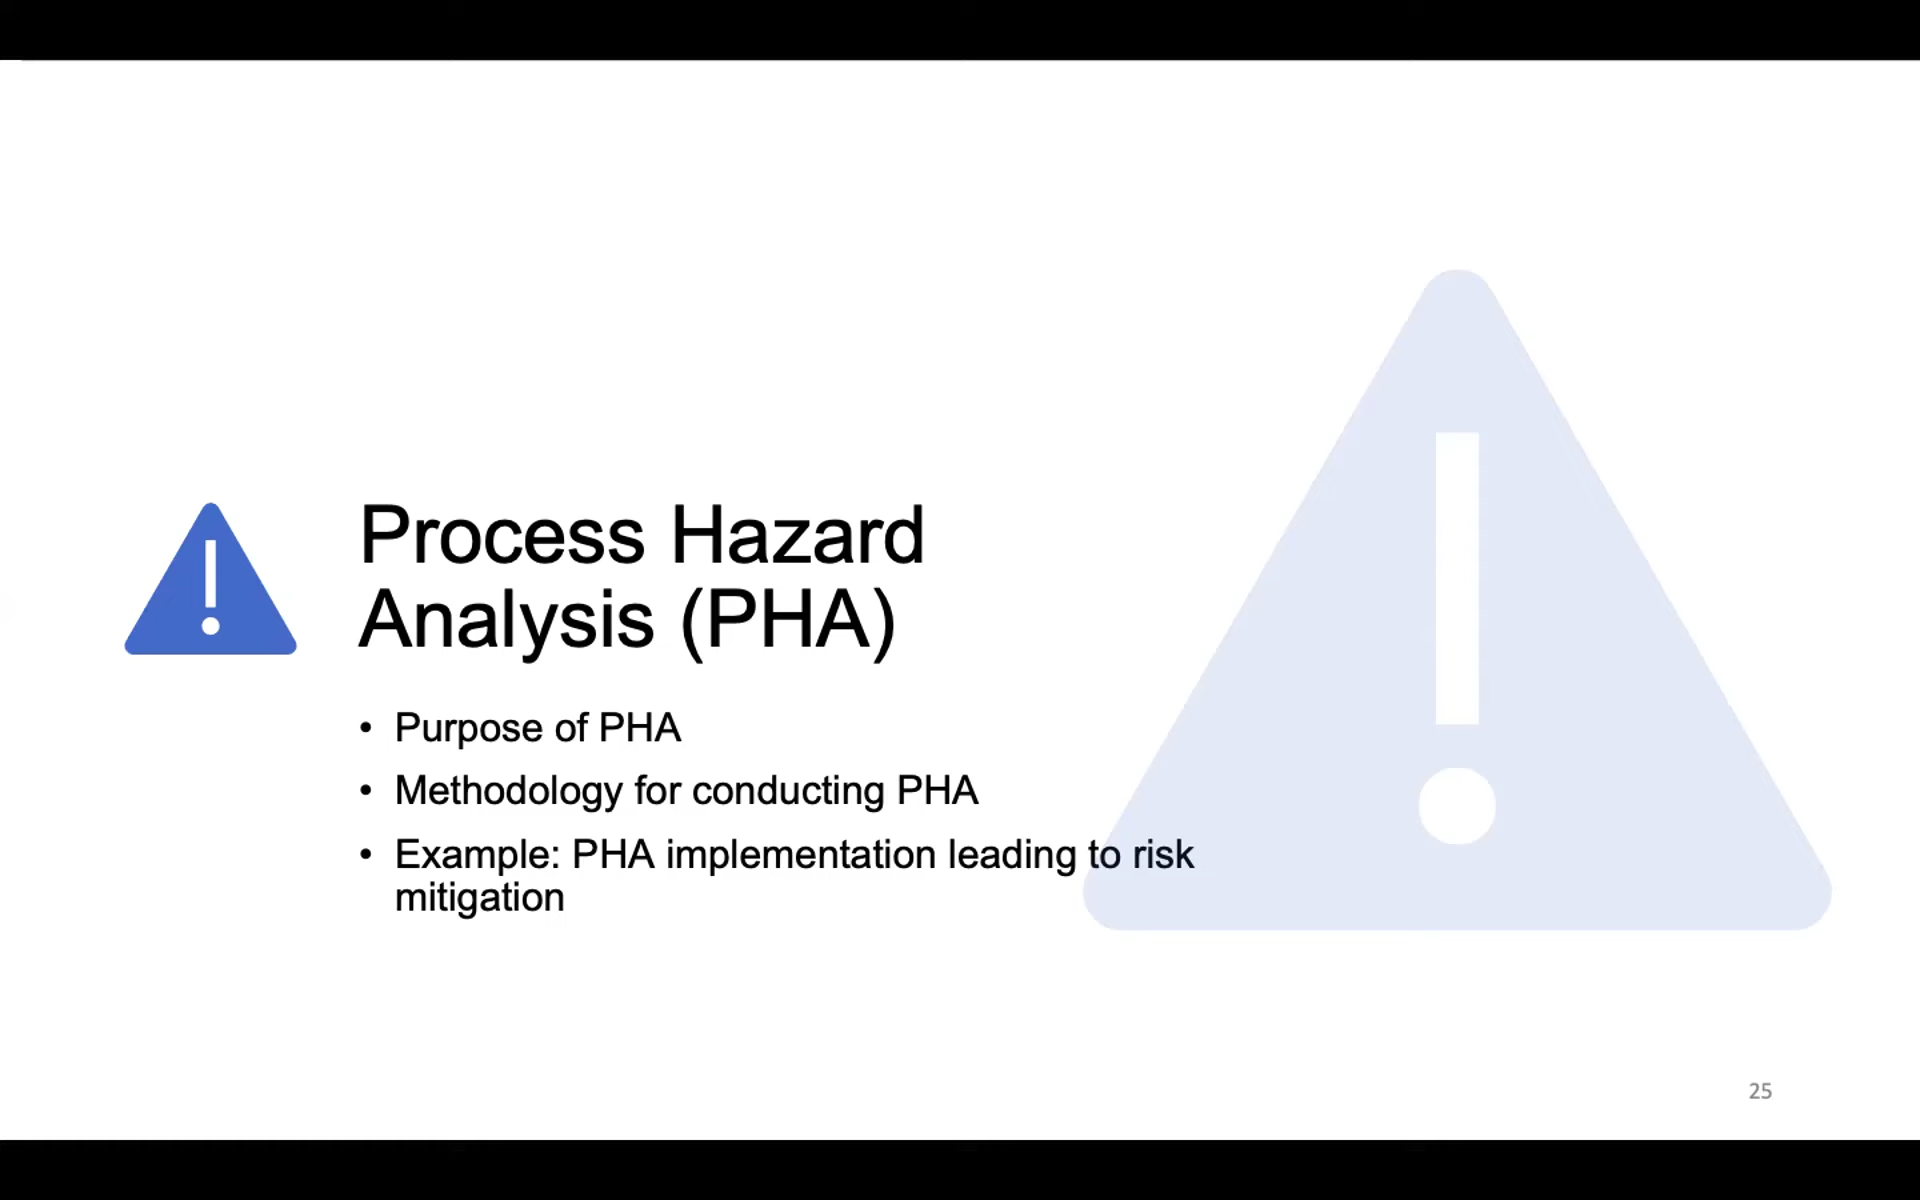 Process Hazard
Analysis (PHA)
• Purpose of PHA
• Methodology for conducting PHA
• Example: PHA implementation leading to risk
mitigation
25